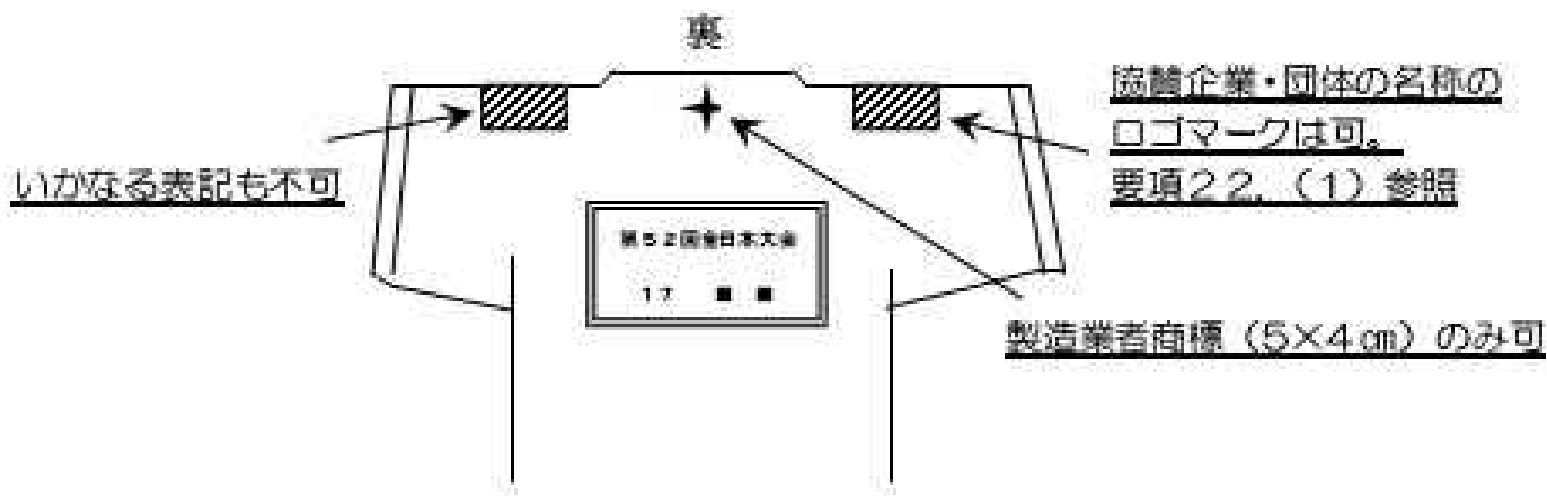 裏
協賛企業・団体の名称の
ロゴマークは可。
要項22.(1)参照
いかなる表記も不可
第52回全日本大会
17 ■ ■
製造業者商標(5×4㎝)のみ可